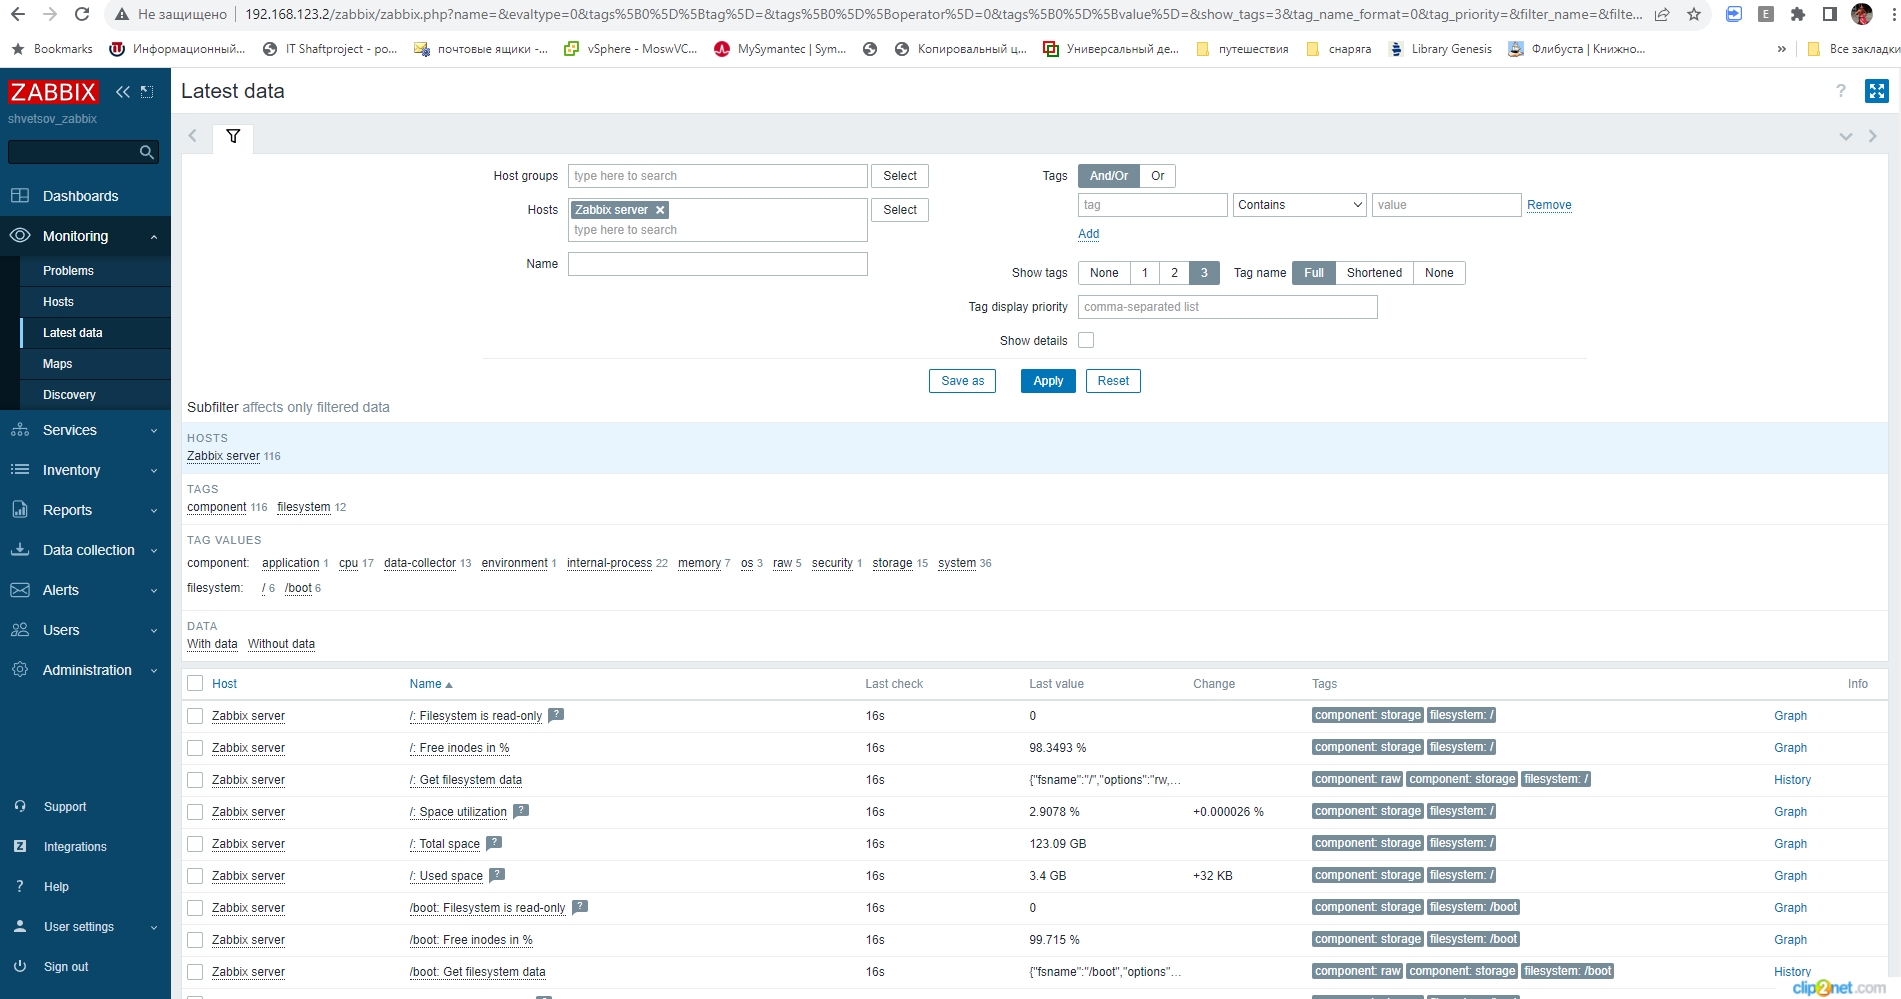 Не защищено 192.168.123.2/zabbix/zabbix.php?name=&evaltype=0&tags%5B0%5D%5Btag%5D=&tags%5B0%5D%5Boperator%5D=0&tags%5B0%5D%5Bvalue%5D=&show_tags=3&tag_name_format=0&tag_priority=&filter_name=&filte... E
Bookmarks Информационный... IT Shaftproject - po... почтовые ящики -... vSphere - MoswVC... MySymantec | Sym... Копировальный ц... Универсальный де... путешествия снаряга Library Genesis Флибуста | Книжно... » Все закладки
ZABBIX
shvetsov_zabbix
Dashboards
Monitoring
Problems
Hosts
Latest data
Maps
Discovery
Services
Inventory
Reports
Data collection
Alerts
Users
Administration
Support
Z Integrations
? Help
User settings
Sign out
Latest data ?
Host groups type here to search Select
Hosts Zabbix server Select
type here to search
Name
Tags And/Or Or
tag Contains value Remove
Add
Show tags None 1 2 3 Tag name Full Shortened None
Tag display priority comma-separated list
Show details
Save as Apply Reset
Subfilter affects only filtered data
HOSTS
Zabbix server 116
TAGS
component 116 filesystem 12
TAG VALUES
component: application 1 cpu 17 data-collector 13 environment 1 internal-process 22 memory 7 os 3 raw 5 security 1 storage 15 system 36
filesystem: / 6 /boot 6
DATA
With data Without data
Host Name Last check Last value Change Tags Info
Zabbix server /: Filesystem is read-only ? 16s 0 component: storage filesystem: / Graph
Zabbix server /: Free inodes in % 16s 98.3493 % component: storage filesystem: / Graph
Zabbix server /: Get filesystem data 16s {"fsname":"/","options":"rw,... component: raw component: storage filesystem: / History
Zabbix server /: Space utilization ? 16s 2.9078 % +0.000026 % component: storage filesystem: / Graph
Zabbix server /: Total space ? 16s 123.09 GB component: storage filesystem: / Graph
Zabbix server /: Used space ? 16s 3.4 GB +32 KB component: storage filesystem: / Graph
Zabbix server /boot: Filesystem is read-only ? 16s 0 component: storage filesystem: /boot Graph
Zabbix server /boot: Free inodes in % 16s 99.715 % component: storage filesystem: /boot Graph
Zabbix server /boot: Get filesystem data 16s {"fsname":"/boot","options"... component: raw component: storage filesystem: /boot History
clip2net.com